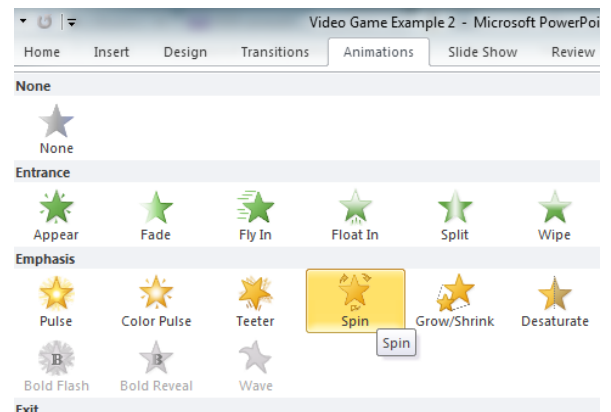 Video Game Example 2 - Microsoft PowerPoi
Home Insert Design Transitions Animations Slide Show Review
None
None
Entrance
Appear Fade Fly In Float In Split Wipe
Emphasis
Pulse Color Pulse Teeter Spin Grow/Shrink Desaturate
Spin
B B
Bold Flash Bold Reveal Wave
Exit